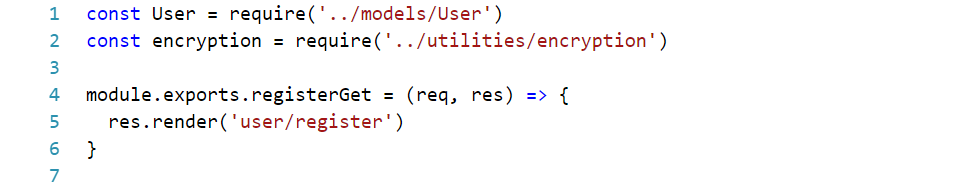 1 const User = require('../models/User')
2 const encryption = require('../utilities/encryption')
3
4 module.exports.registerGet = (req, res) => {
5   res.render('user/register')
6 }
7